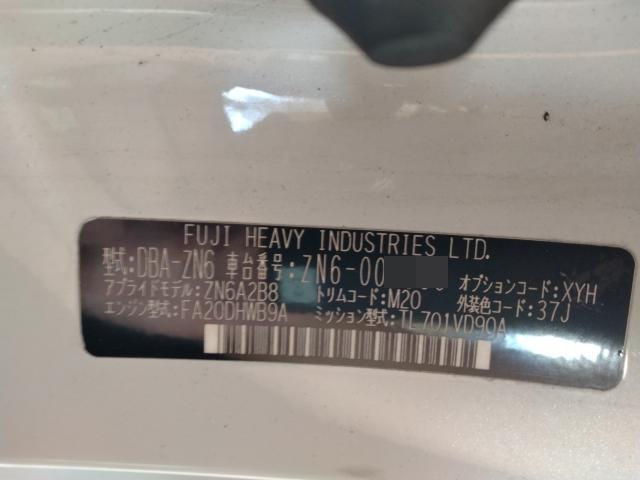 FUJI HEAVY INDUSTRIES LTD.
型式:DBA-ZN6 車台番号:ZN6-00
アプライドモデル:ZN6A2B8 トリムコード:M20 オプションコード:XYH
エンジン型式:FA20DHWB9A ミッション型式:TL701VD90A 外装色コード:37J